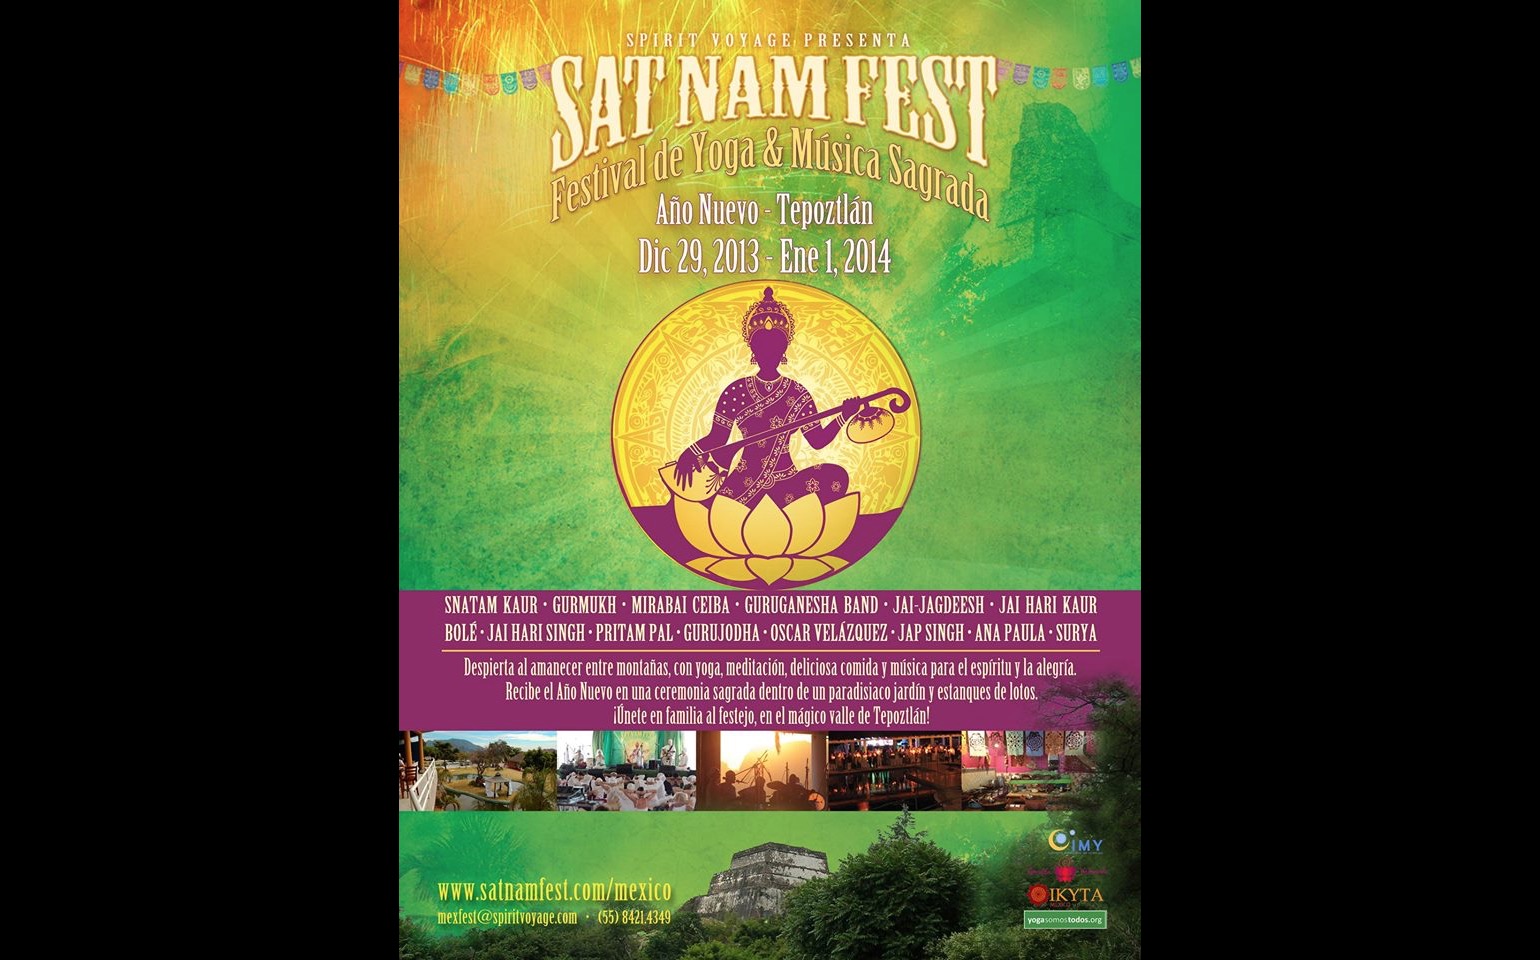 SPIRIT VOYAGE PRESENTA
SAT NAM FEST
Festival de Yoga & Música Sagrada
Año Nuevo - Tepoztlán
Dic 29, 2013 - Ene 1, 2014
SNATAM KAUR · GURMUKH · MIRABAI CEIBA · GURUGANESHA BAND · JAI-JAGDEESH · JAI HARI KAUR
BOLÉ · JAI HARI SINGH · PRITAM PAL · GURUJODHA · OSCAR VELÁZQUEZ · JAP SINGH · ANA PAULA · SURYA
Despierta al amanecer entre montañas, con yoga, meditación, deliciosa comida y música para el espíritu y la alegría.
Recibe el Año Nuevo en una ceremonia sagrada dentro de un paradisiaco jardín y estanques de lotos.
¡Únete en familia al festejo, en el mágico valle de Tepoztlán!
www.satnamfest.com/mexico
mexfest@spiritvoyage.com · (55) 8421.4349
IMY
IKYTA
yogasomostodos.org